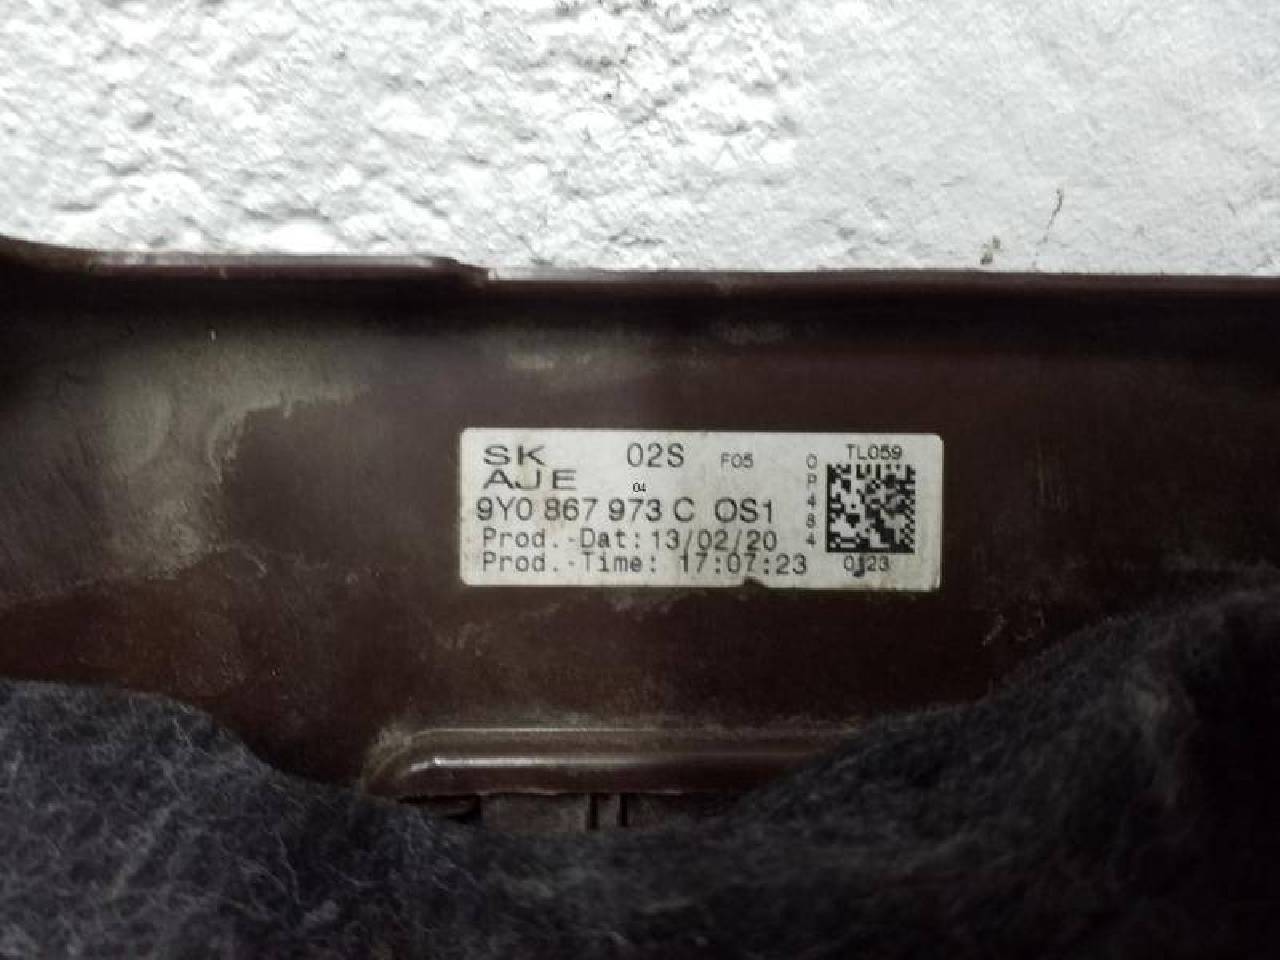 SK 02S F05 TL059
AJE 04
9Y0 867 973 C OS1
Prod.-Dat: 13/02/20
Prod.-Time: 17:07:23
0P484
0123